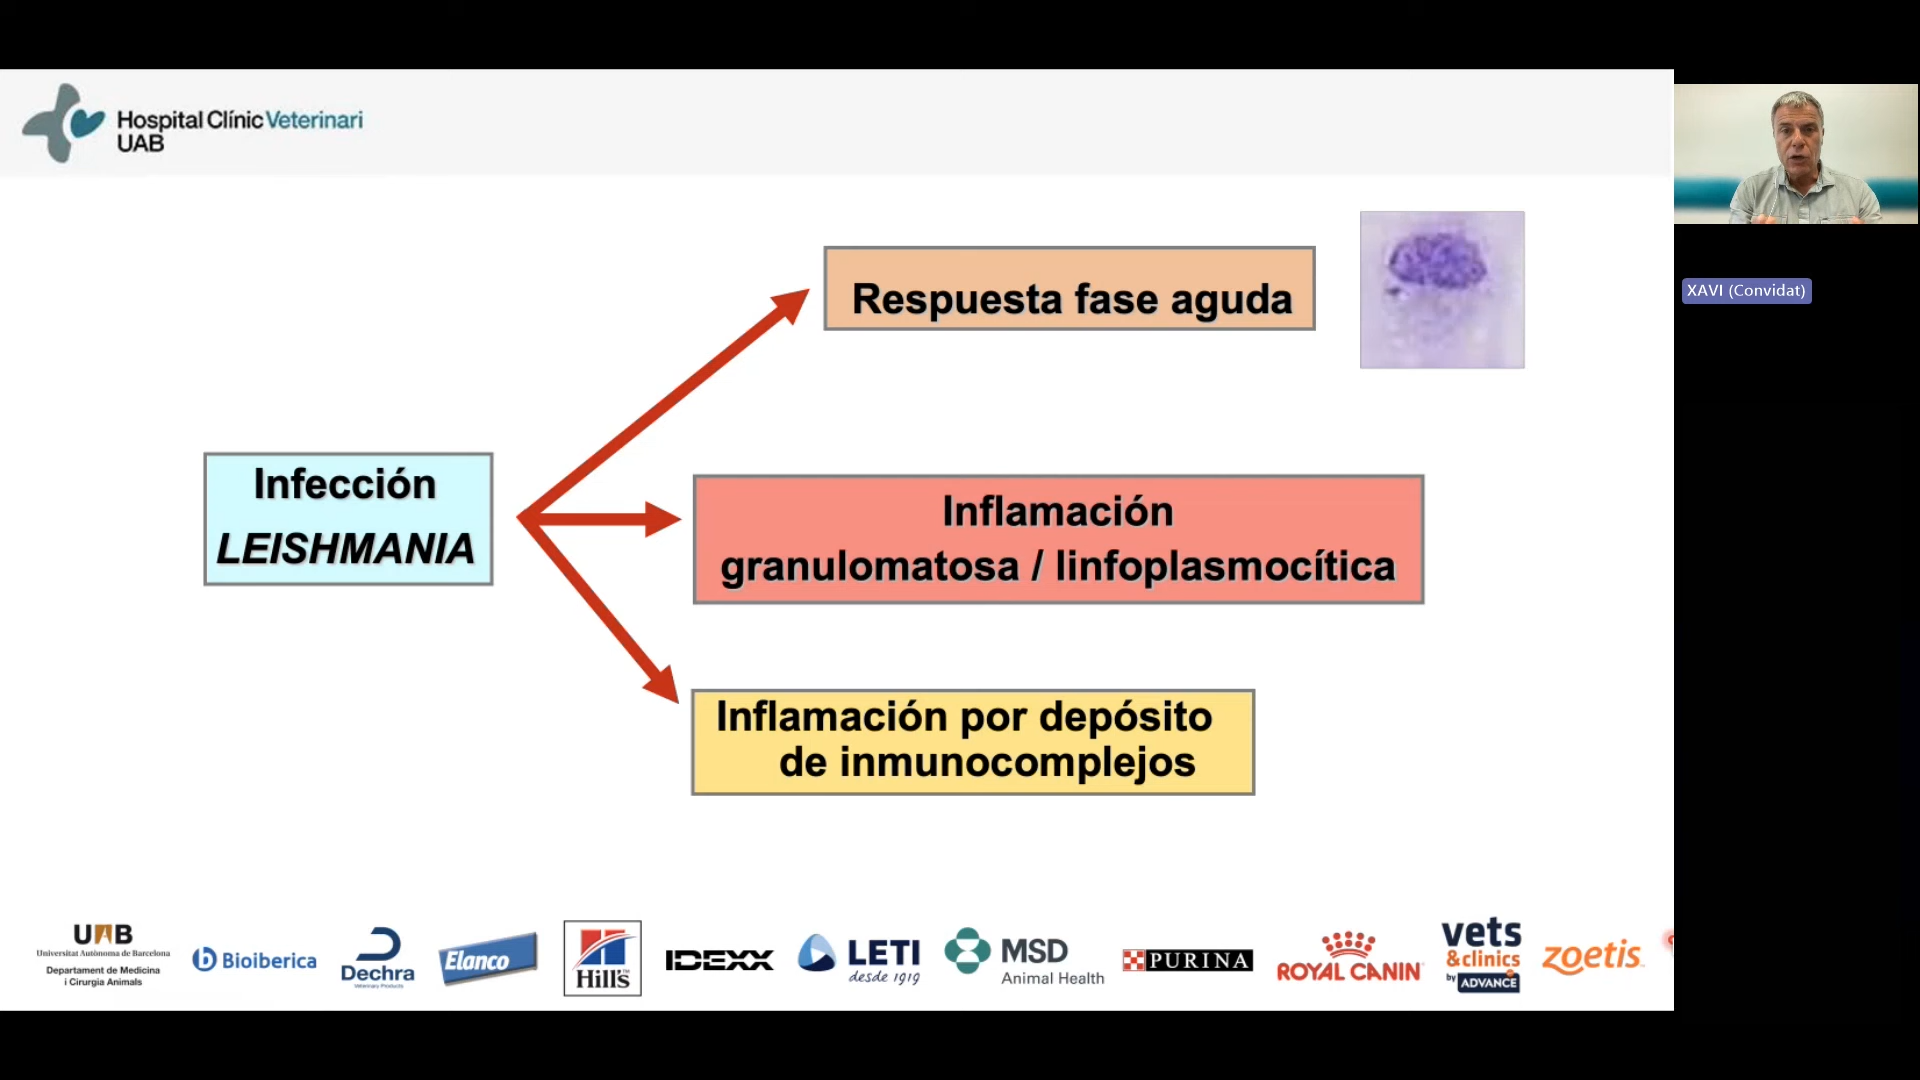 Hospital Clínic Veterinari
UAB
Respuesta fase aguda
XAVI (Convidat)
Infección
LEISHMANIA
Inflamación
granulomatosa / linfoplasmocítica
Inflamación por depósito
de inmunocomplejos
UAB
Universitat Autònoma de Barcelona
Departament de Medicina
i Cirurgia Animals
Bioiberica
Dechra
Veterinary Products
Elanco
Hill's
IDEXX
LETI
desde 1919
MSD
Animal Health
PURINA
ROYAL CANIN
vets
&clinics
by ADVANCE
zoetis